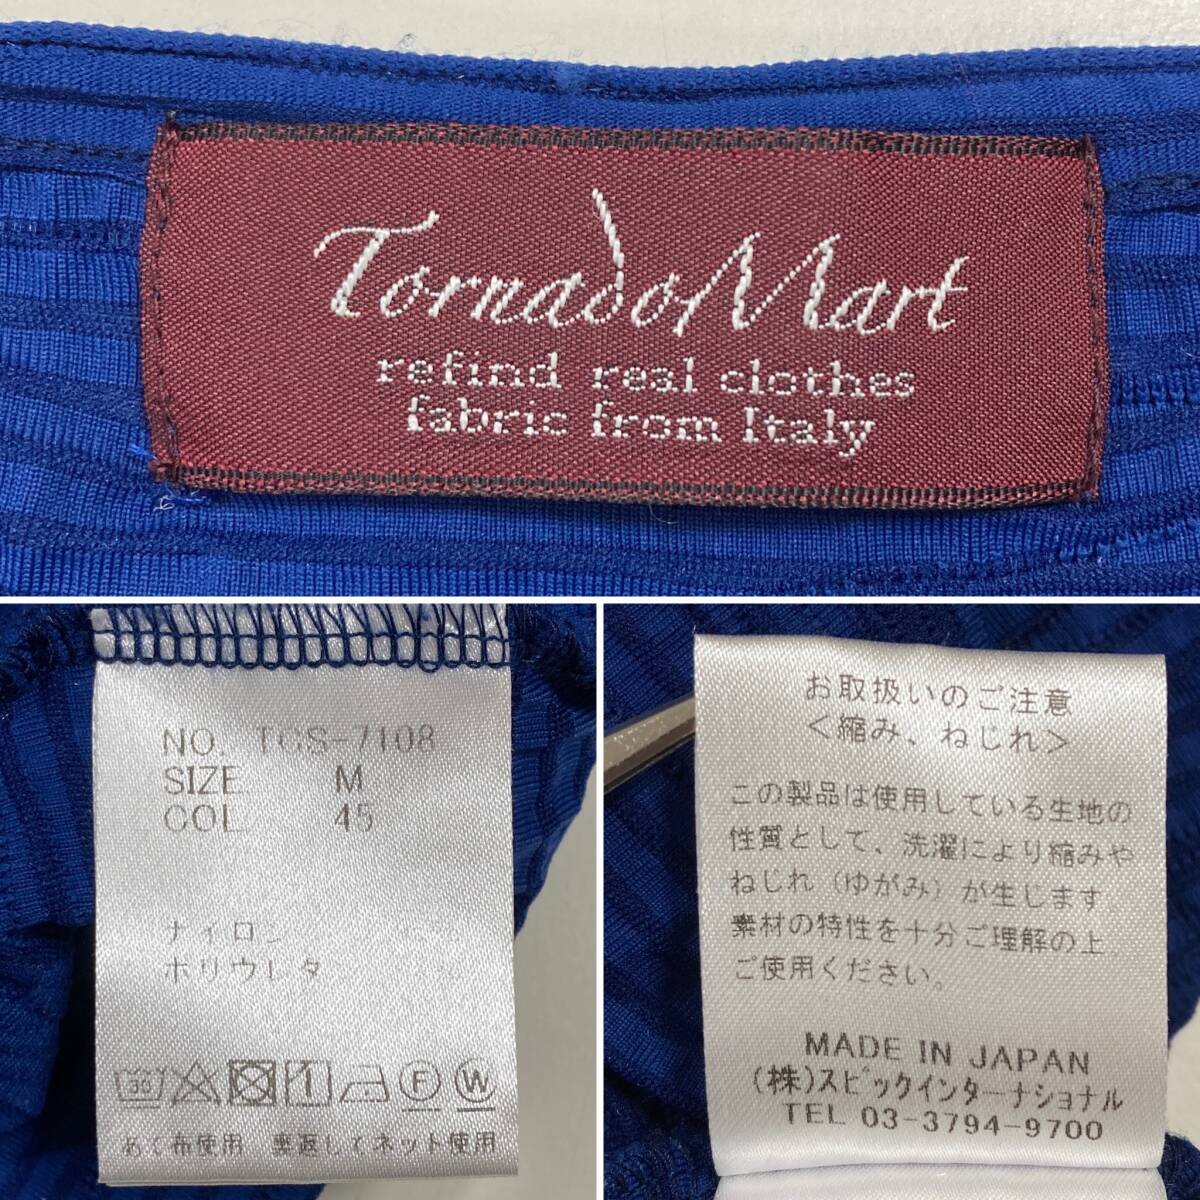 TornadoMart
refind real clothes
fabric from Italy
NO. TCS-7108
SIZE M
COL 45
ナイロン
ポリウレタ
30 1 F W
あて布使用 裏返してネット使用
お取扱いのご注意
<縮み、ねじれ>
この製品は使用している生地の
性質として、洗濯により縮みや
ねじれ（ゆがみ）が生じます。
素材の特性を十分ご理解の上
ご使用ください。
MADE IN JAPAN
(株)スピックインターナショナル
TEL 03-3794-9700